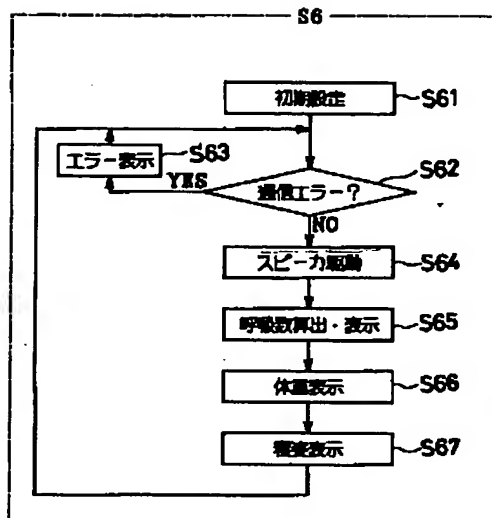 S6
初期設定
S61
エラー表示
S63
YES
通信エラー?
S62
NO
スピーカ駆動
S64
呼吸数算出・表示
S65
体重表示
S66
寝姿表示
S67